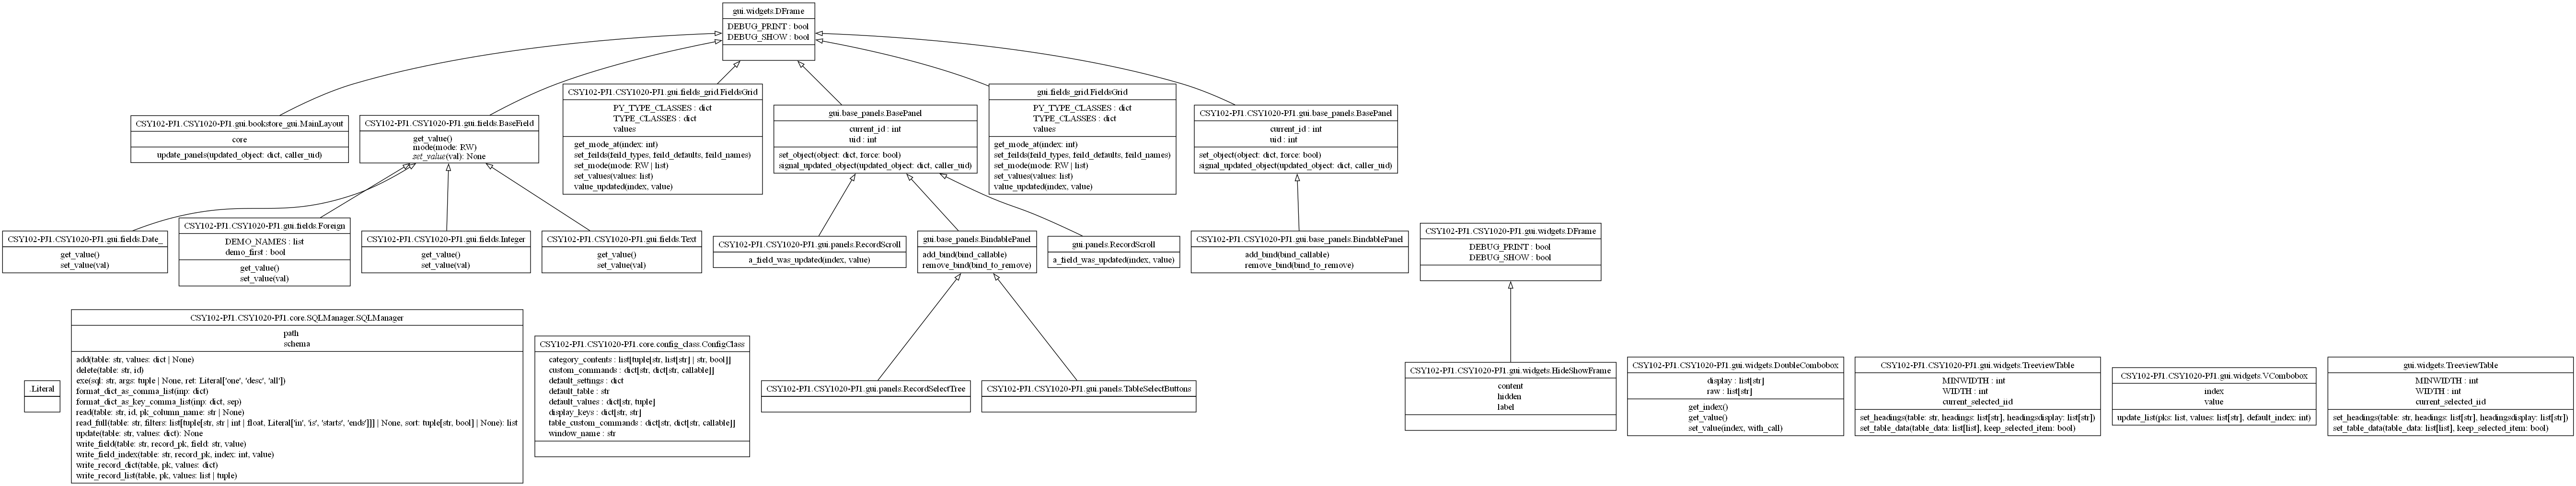 gui.widgets.DFrame
DEBUG_PRINT : bool
DEBUG_SHOW : bool
CSY102-PJ1.CSY1020-PJ1.gui.bookstore_gui.MainLayout
core
update_panels(updated_object: dict, caller_uid)
CSY102-PJ1.CSY1020-PJ1.gui.fields.BaseField
get_value()
mode(mode: RW)
set_value(val): None
CSY102-PJ1.CSY1020-PJ1.gui.fields_grid.FieldsGrid
PY_TYPE_CLASSES : dict
TYPE_CLASSES : dict
values
get_mode_at(index: int)
set_feilds(feild_types, feild_defaults, feild_names)
set_mode(mode: RW | list)
set_values(values: list)
value_updated(index, value)
gui.base_panels.BasePanel
current_id : int
uid : int
set_object(object: dict, force: bool)
signal_updated_object(updated_object: dict, caller_uid)
gui.fields_grid.FieldsGrid
PY_TYPE_CLASSES : dict
TYPE_CLASSES : dict
values
get_mode_at(index: int)
set_feilds(feild_types, feild_defaults, feild_names)
set_mode(mode: RW | list)
set_values(values: list)
value_updated(index, value)
CSY102-PJ1.CSY1020-PJ1.gui.base_panels.BasePanel
current_id : int
uid : int
set_object(object: dict, force: bool)
signal_updated_object(updated_object: dict, caller_uid)
CSY102-PJ1.CSY1020-PJ1.gui.fields.Date_
get_value()
set_value(val)
CSY102-PJ1.CSY1020-PJ1.gui.fields.Foreign
DEMO_NAMES : list
demo_first : bool
get_value()
set_value(val)
CSY102-PJ1.CSY1020-PJ1.gui.fields.Integer
get_value()
set_value(val)
CSY102-PJ1.CSY1020-PJ1.gui.fields.Text
get_value()
set_value(val)
CSY102-PJ1.CSY1020-PJ1.gui.panels.RecordScroll
a_field_was_updated(index, value)
gui.base_panels.BindablePanel
add_bind(bind_callable)
remove_bind(bind_to_remove)
gui.panels.RecordScroll
a_field_was_updated(index, value)
CSY102-PJ1.CSY1020-PJ1.gui.base_panels.BindablePanel
add_bind(bind_callable)
remove_bind(bind_to_remove)
CSY102-PJ1.CSY1020-PJ1.gui.widgets.DFrame
DEBUG_PRINT : bool
DEBUG_SHOW : bool
.Literal
CSY102-PJ1.CSY1020-PJ1.core.SQLManager.SQLManager
path
schema
add(table: str, values: dict | None)
delete(table: str, id)
exe(sql: str, args: tuple | None, ret: Literal['one', 'desc', 'all'])
format_dict_as_comma_list(inp: dict)
format_dict_as_key_comma_list(inp: dict, sep)
read(table: str, id, pk_column_name: str | None)
read_full(table: str, filters: list[tuple[str, str | int | float, Literal['in', 'is', 'starts', 'ends']]] | None, sort: tuple[str, bool] | None): list
update(table: str, values: dict): None
write_field(table: str, record_pk, field: str, value)
write_field_index(table: str, record_pk, index: int, value)
write_record_dict(table, pk, values: dict)
write_record_list(table, pk, values: list | tuple)
CSY102-PJ1.CSY1020-PJ1.core.config_class.ConfigClass
category_contents : list[tuple[str, list[str] | str, bool]]
custom_commands : dict[str, dict[str, callable]]
default_settings : dict
default_table : str
default_values : dict[str, tuple]
display_keys : dict[str, str]
table_custom_commands : dict[str, dict[str, callable]]
window_name : str
CSY102-PJ1.CSY1020-PJ1.gui.panels.RecordSelectTree
CSY102-PJ1.CSY1020-PJ1.gui.panels.TableSelectButtons
CSY102-PJ1.CSY1020-PJ1.gui.widgets.HideShowFrame
content
hidden
label
CSY102-PJ1.CSY1020-PJ1.gui.widgets.DoubleCombobox
display : list[str]
raw : list[str]
get_index()
get_value()
set_value(index, with_call)
CSY102-PJ1.CSY1020-PJ1.gui.widgets.TreeviewTable
MINWIDTH : int
WIDTH : int
current_selected_iid
set_headings(table: str, headings: list[str], headingsdisplay: list[str])
set_table_data(table_data: list[list], keep_selected_item: bool)
CSY102-PJ1.CSY1020-PJ1.gui.widgets.VCombobox
index
value
update_list(pks: list, values: list[str], default_index: int)
gui.widgets.TreeviewTable
MINWIDTH : int
WIDTH : int
current_selected_iid
set_headings(table: str, headings: list[str], headingsdisplay: list[str])
set_table_data(table_data: list[list], keep_selected_item: bool)